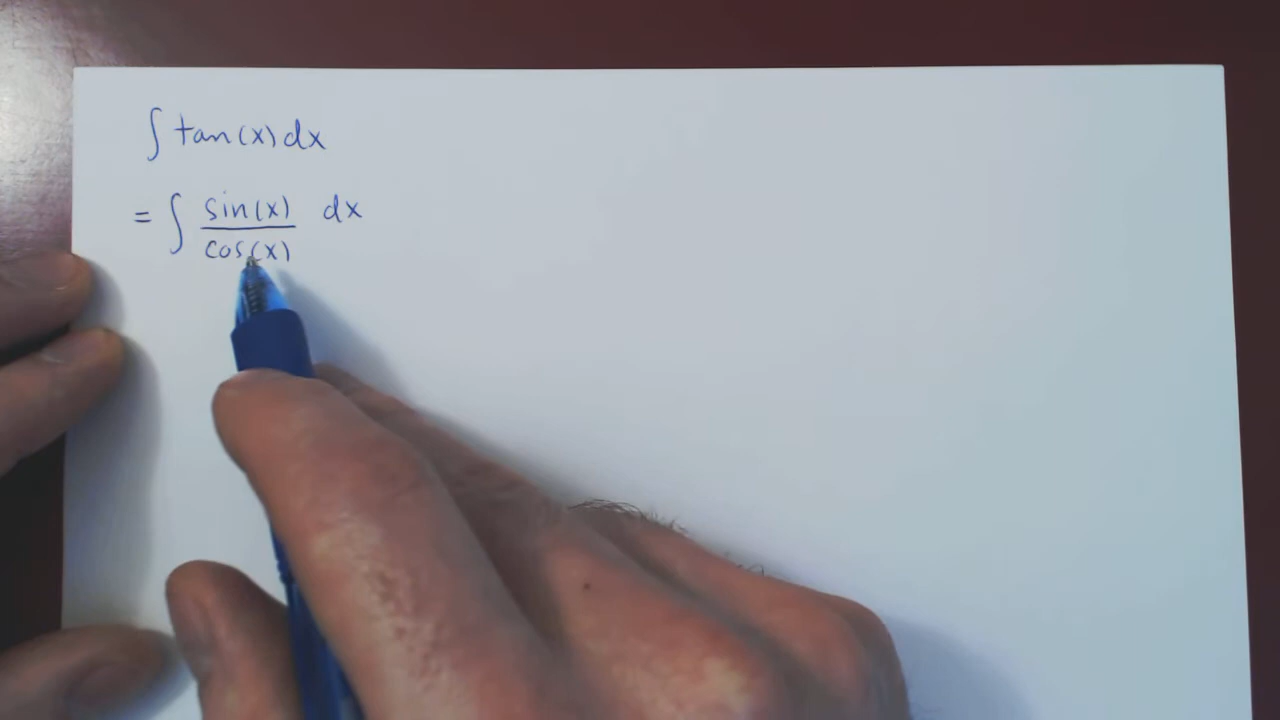 ∫ tan(x) dx
= ∫ sin(x)/cos(x) dx